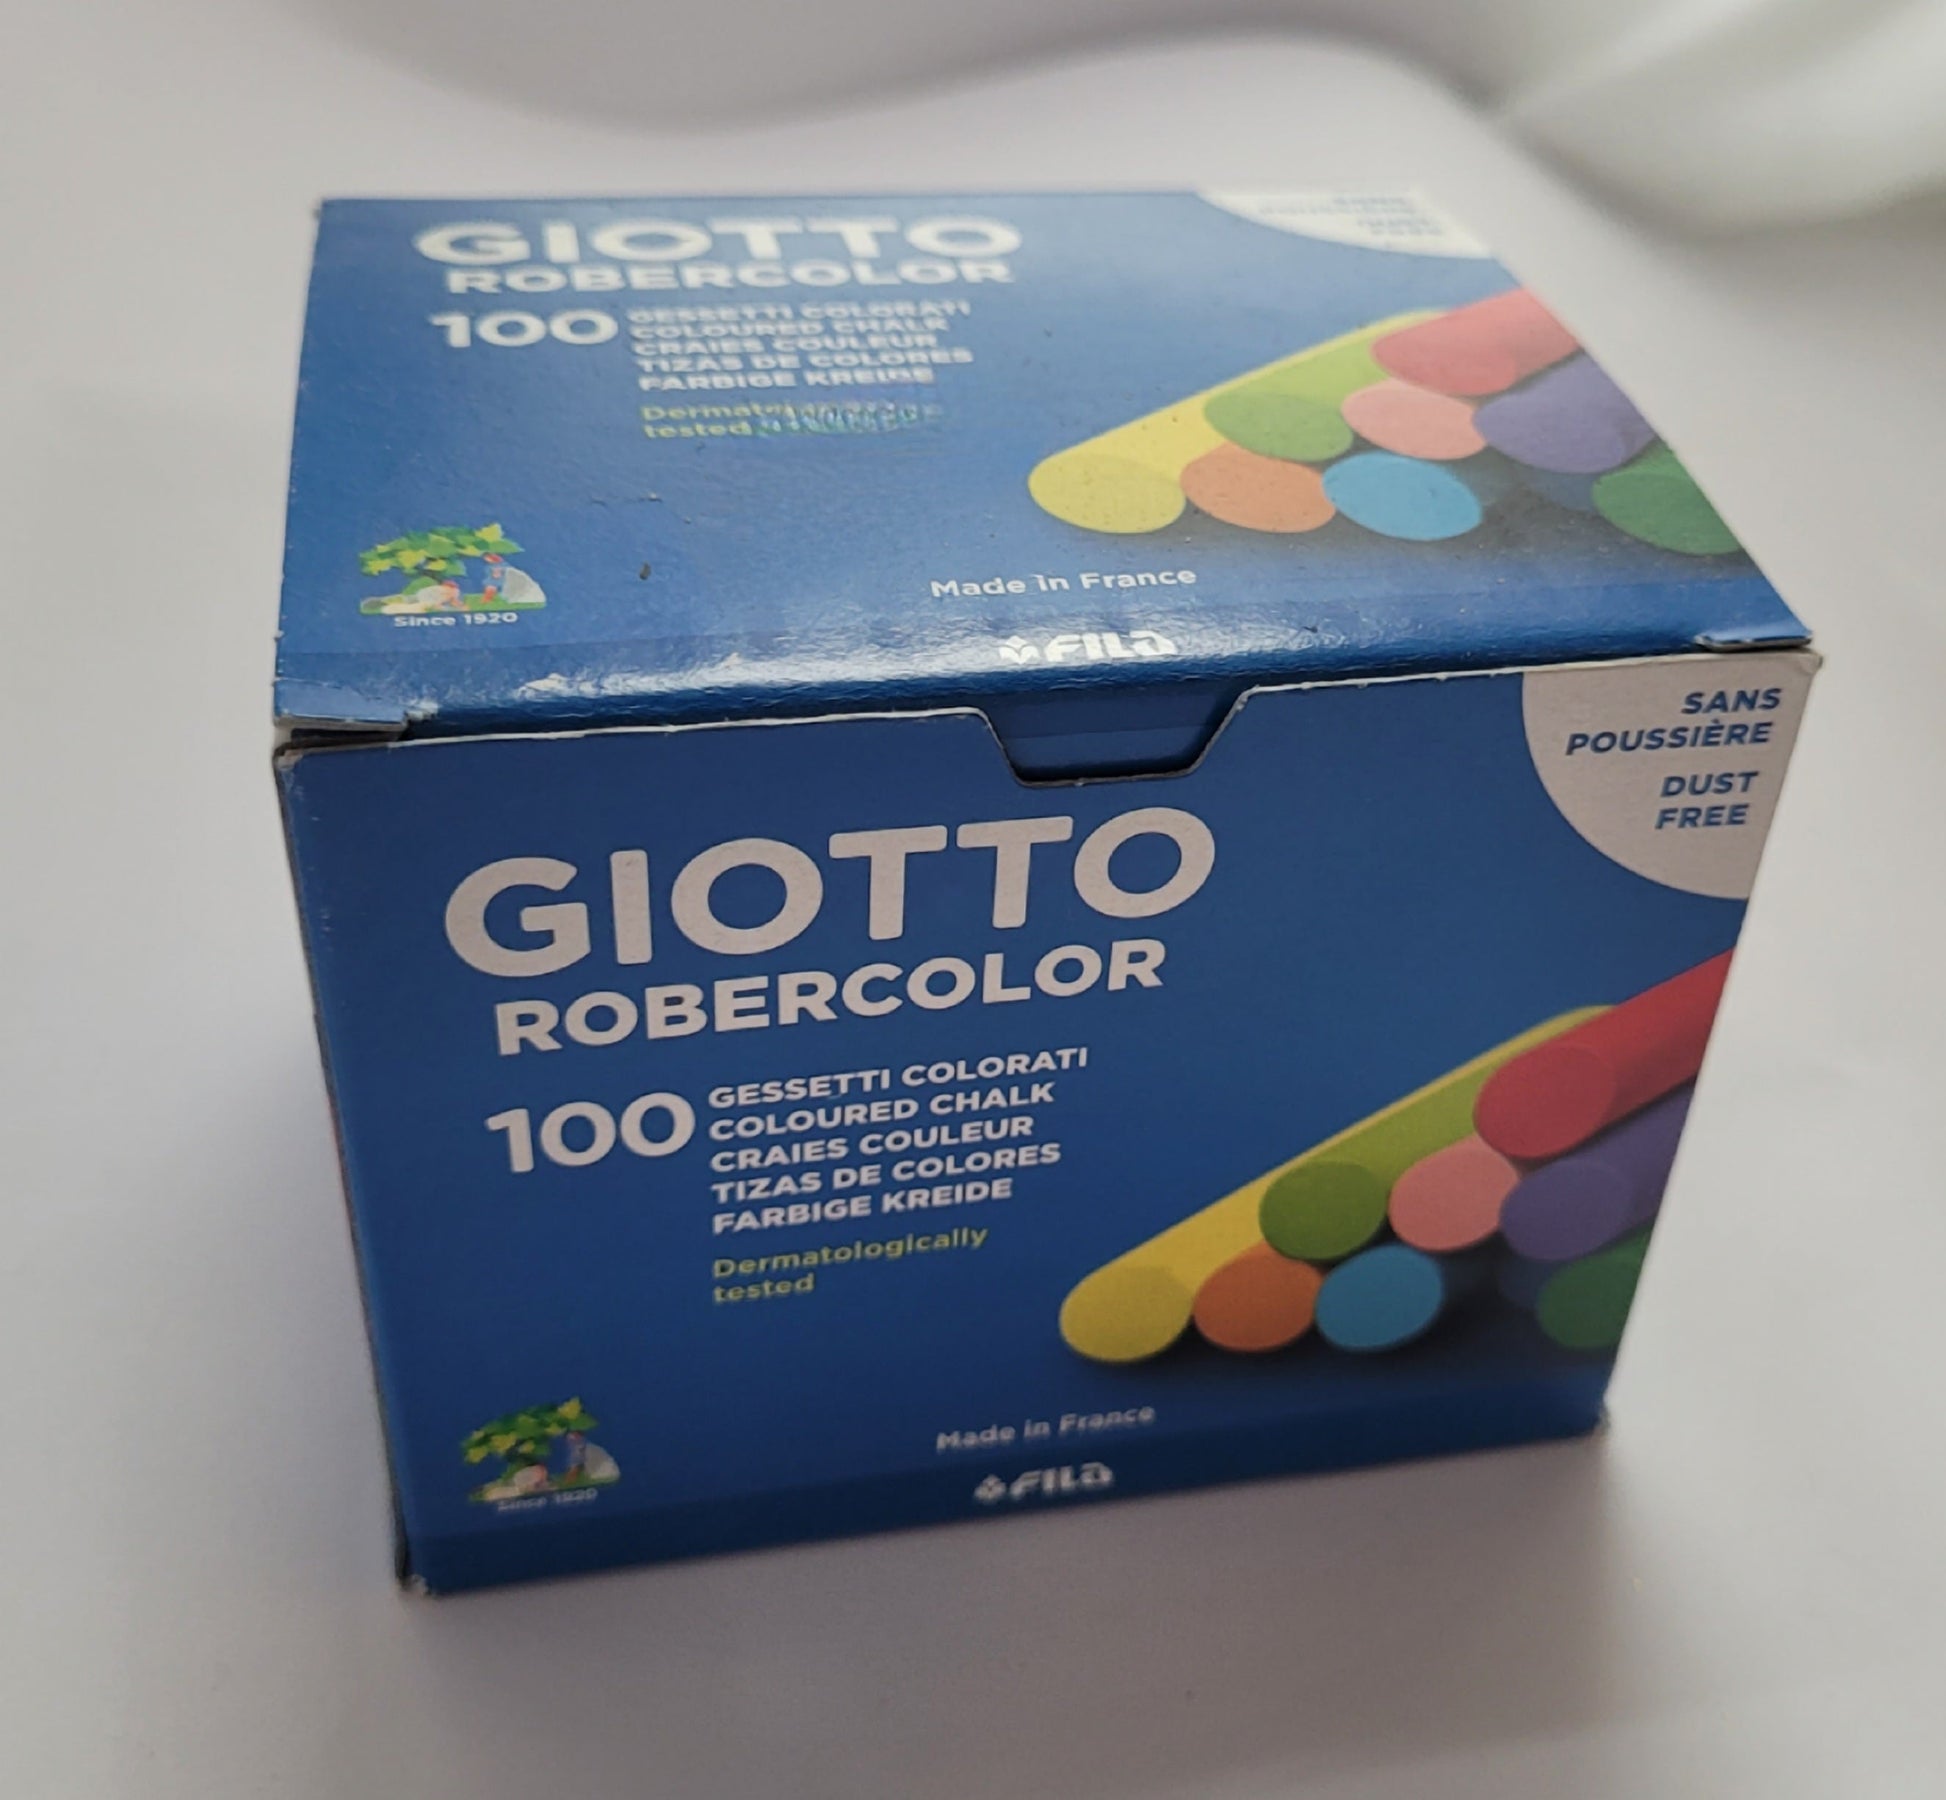 GIOTTO
ROBERCOLOR
100
GESSETTI COLORATI
COLOURED CHALK
CRAIES COULEUR
TIZAS DE COLORES
FARBIGE KREIDE
tested
Since 1920
Made in France
FILA
SANS
POUSSIÈRE
DUST
FREE
GIOTTO
ROBERCOLOR
100
GESSETTI COLORATI
COLOURED CHALK
CRAIES COULEUR
TIZAS DE COLORES
FARBIGE KREIDE
Dermatologically
tested
Since 1920
Made in France
FILA